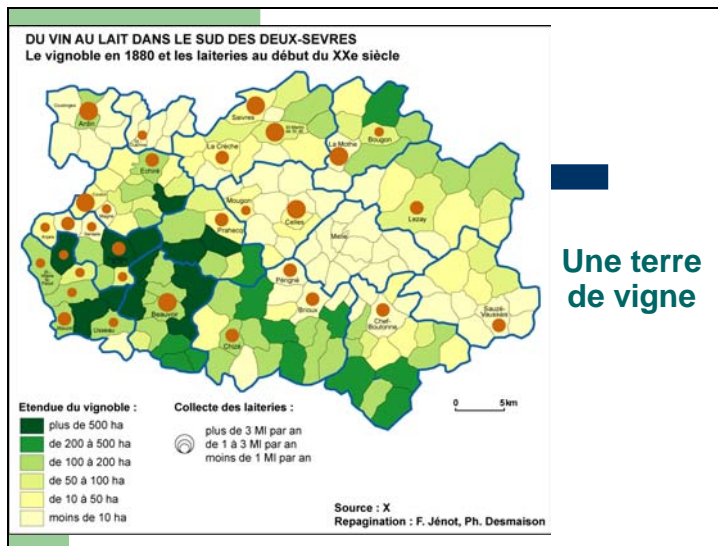 DU VIN AU LAIT DANS LE SUD DES DEUX-SEVRES
Le vignoble en 1880 et les laiteries au début du XXe siècle
Ardin
Saivres
La Crèche
La Mothe
Bougon
Echiré
Mougon
Prahecq
Celles
Lezay
Melle
Périgné
Brioux
Beauvoir
Usseau
Chizé
Chef-
Boutonne
Sauzé-
Vaussais
Une terre
de vigne
0 5km
Etendue du vignoble :
plus de 500 ha
de 200 à 500 ha
de 100 à 200 ha
de 50 à 100 ha
de 10 à 50 ha
moins de 10 ha
Collecte des laiteries :
plus de 3 Ml par an
de 1 à 3 Ml par an
moins de 1 Ml par an
Source : X
Repagination : F. Jénot, Ph. Desmaison